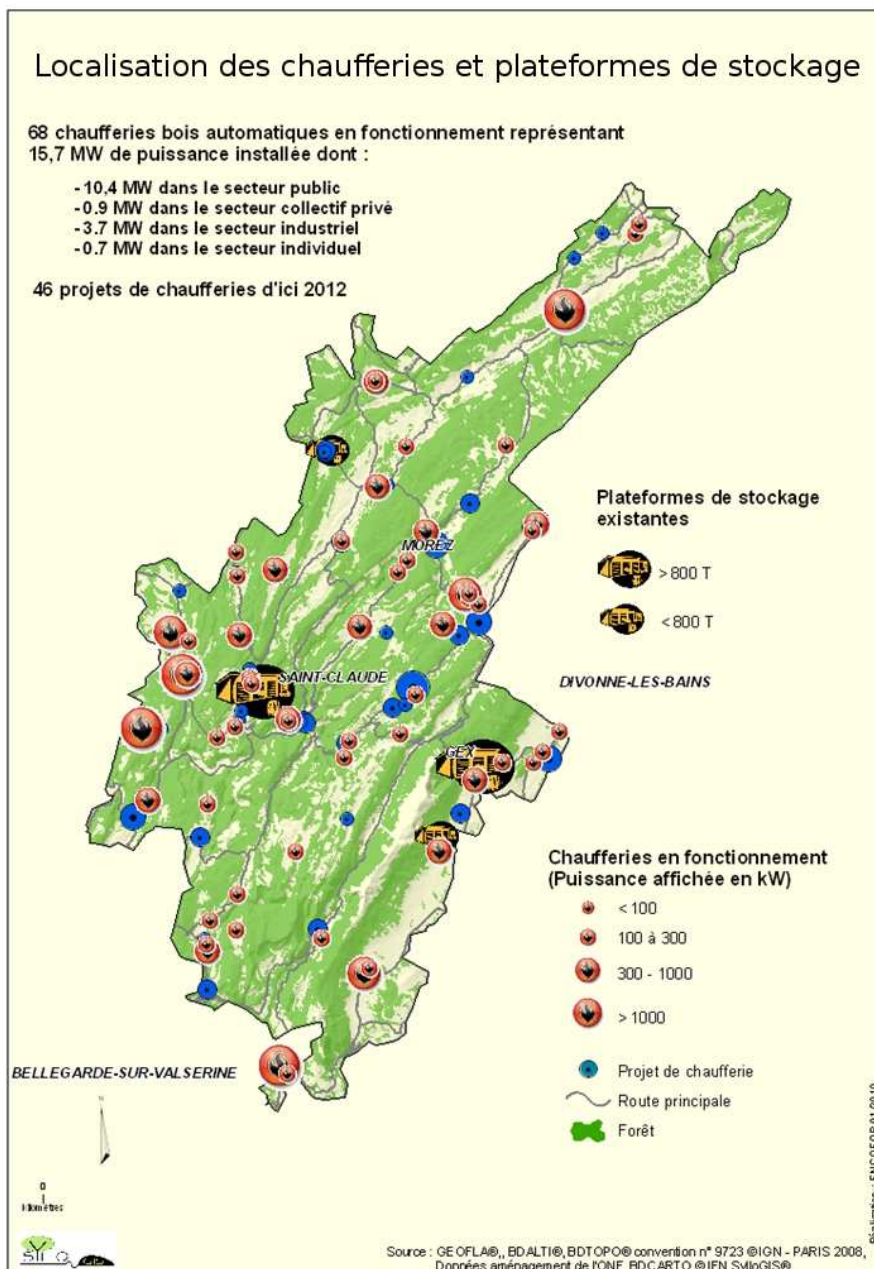 Localisation des chaufferies et plateformes de stockage
68 chaufferies bois automatiques en fonctionnement représentant
15,7 MW de puissance installée dont :
- 10,4 MW dans le secteur public
- 0.9 MW dans le secteur collectif privé
- 3.7 MW dans le secteur industriel
- 0.7 MW dans le secteur individuel
46 projets de chaufferies d'ici 2012
Plateformes de stockage
existantes
> 800 T
< 800 T
MOREZ
SAINT-CLAUDE
DIVONNE-LES-BAINS
GEX
BELLEGARDE-SUR-VALSERINE
Chaufferies en fonctionnement
(Puissance affichée en kW)
< 100
100 à 300
300 - 1000
> 1000
Projet de chaufferie
Route principale
Forêt
N
0
kilomètres
Source : GEOFLA®,, BDALTI®, BDTOPO® convention n° 9723 ©IGN - PARIS 2008,
Données aménagement de l'ONF, BDCARTO ©IFN SylloGIS®